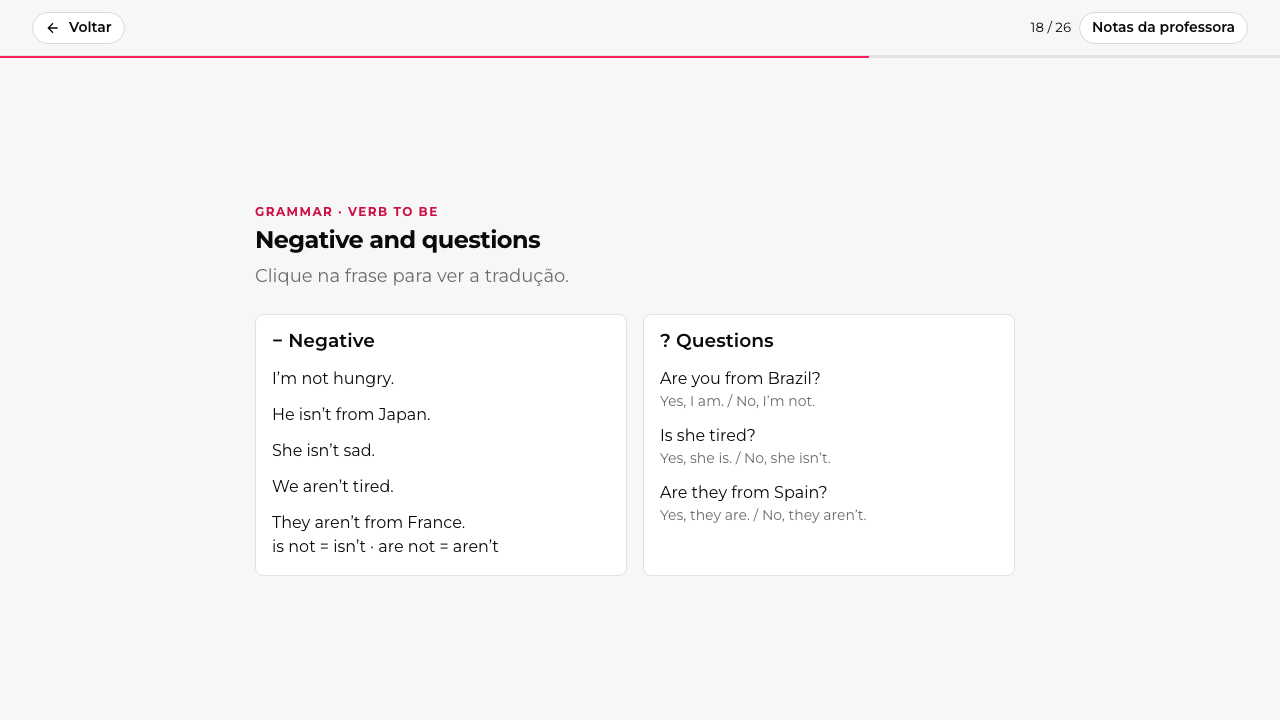 ← Voltar
18 / 26
Notas da professora
GRAMMAR · VERB TO BE
Negative and questions
Clique na frase para ver a tradução.
− Negative
I’m not hungry.
He isn’t from Japan.
She isn’t sad.
We aren’t tired.
They aren’t from France.
is not = isn’t · are not = aren’t
? Questions
Are you from Brazil?
Yes, I am. / No, I’m not.
Is she tired?
Yes, she is. / No, she isn’t.
Are they from Spain?
Yes, they are. / No, they aren’t.